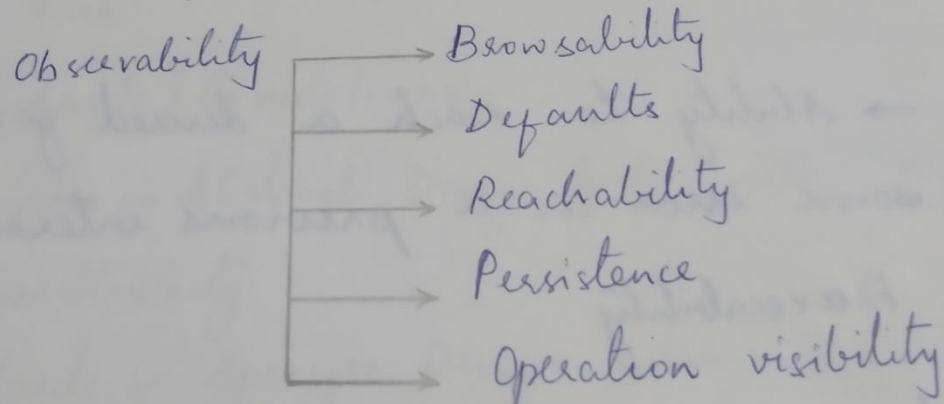 Observability
Browsability
Defaults
Reachability
Persistence
Operation visibility